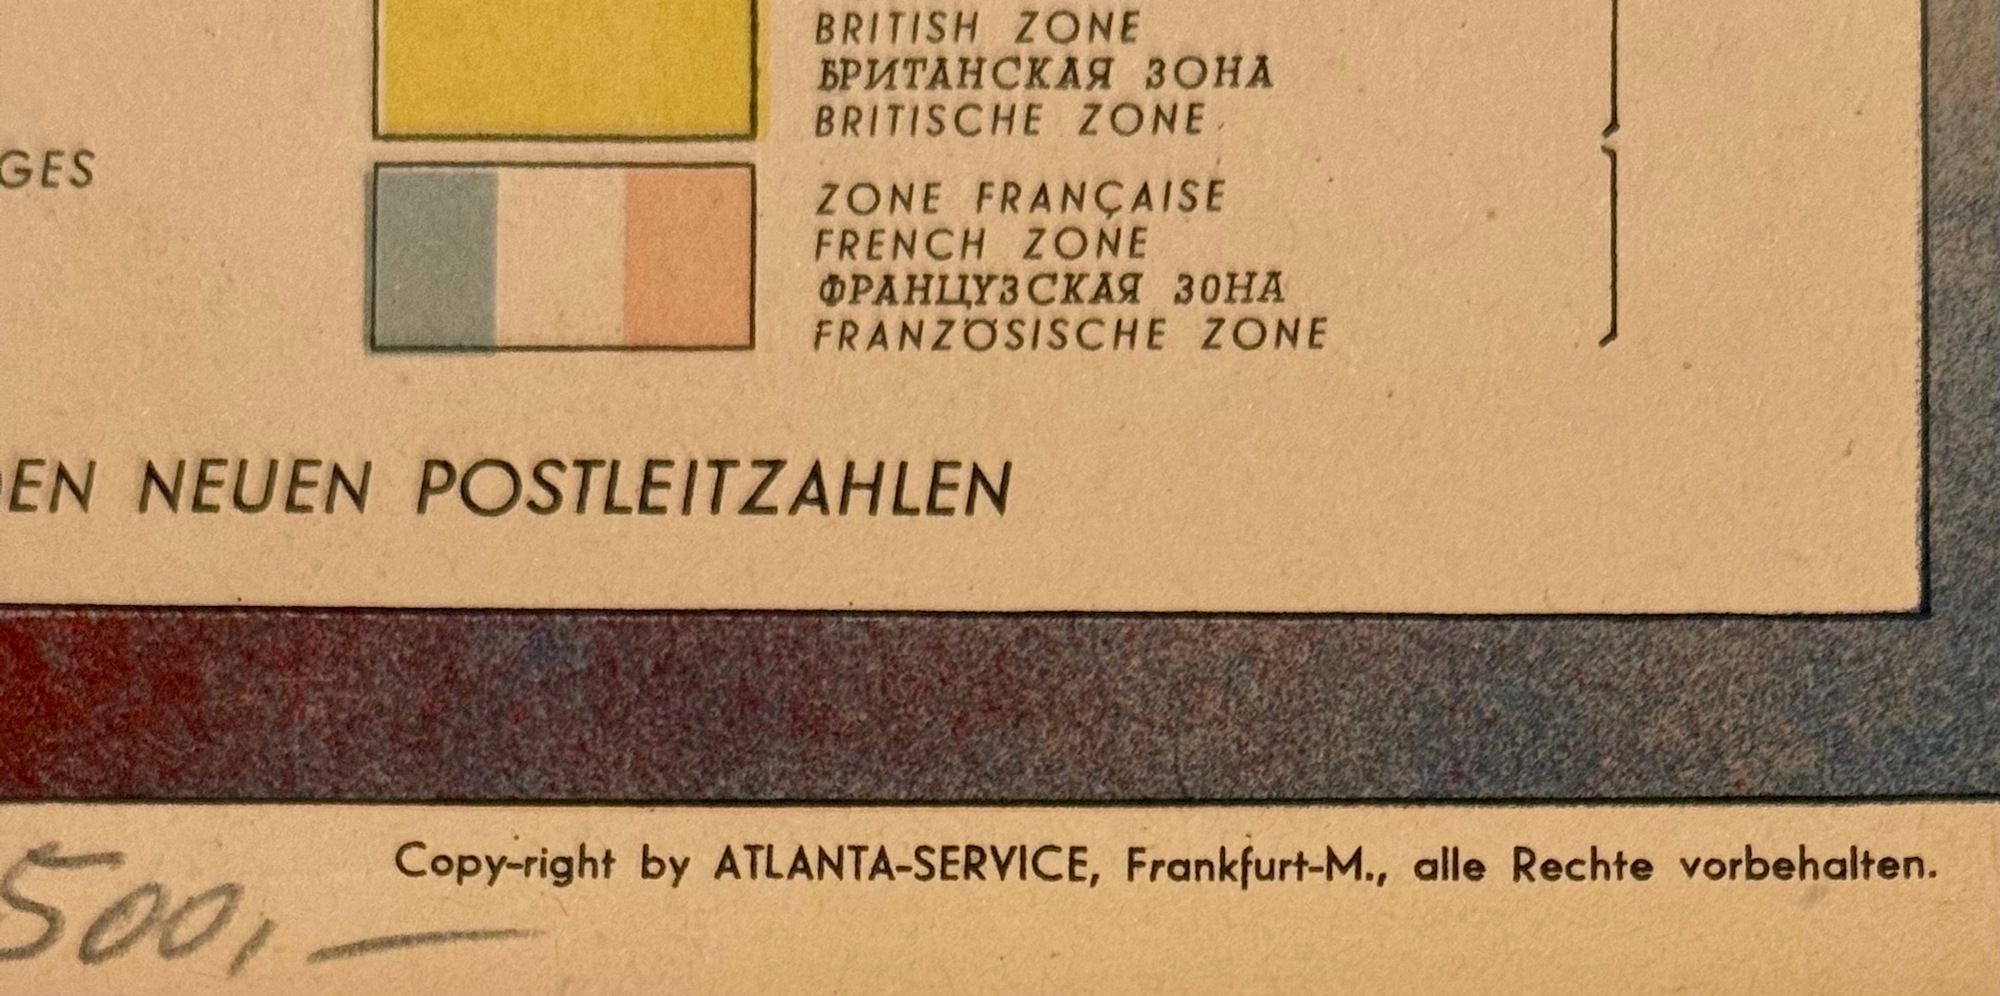 BRITISH ZONE
БРИТАНСКАЯ ЗОНА
BRITISCHE ZONE
GES
ZONE FRANÇAISE
FRENCH ZONE
ФРАНЦУЗСКАЯ ЗОНА
FRANZÖSISCHE ZONE
EN NEUEN POSTLEITZAHLEN
Copy-right by ATLANTA-SERVICE, Frankfurt-M., alle Rechte vorbehalten.
500,—